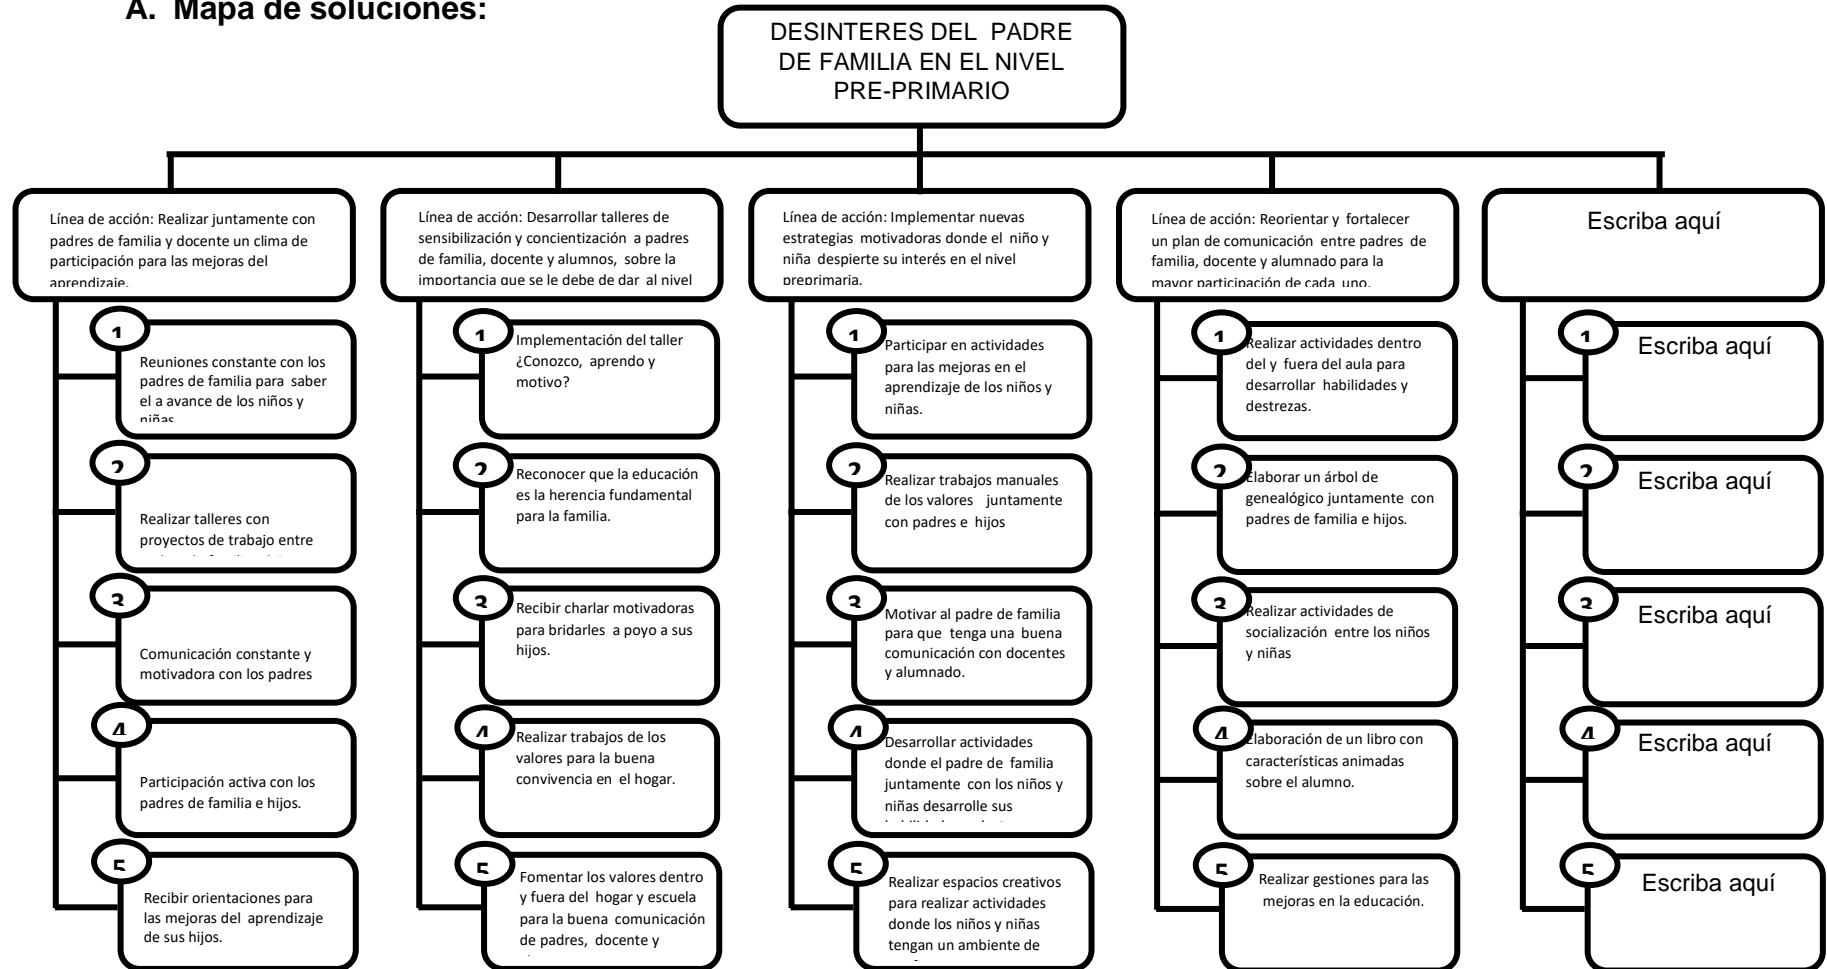 A. Mapa de soluciones:
DESINTERES DEL PADRE
DE FAMILIA EN EL NIVEL
PRE-PRIMARIO
Línea de acción: Realizar juntamente con
padres de familia y docente un clima de
participación para las mejoras del
aprendizaje.
1
Reuniones constante con los
padres de familia para saber
el a avance de los niños y
niñas
2
Realizar talleres con
proyectos de trabajo entre
3
Comunicación constante y
motivadora con los padres
4
Participación activa con los
padres de familia e hijos.
5
Recibir orientaciones para
las mejoras del aprendizaje
de sus hijos.
Línea de acción: Desarrollar talleres de
sensibilización y concientización a padres
de familia, docente y alumnos, sobre la
importancia que se le debe de dar al nivel
1
Implementación del taller
¿Conozco, aprendo y
motivo?
2
Reconocer que la educación
es la herencia fundamental
para la familia.
3
Recibir charlar motivadoras
para bridarles a poyo a sus
hijos.
4
Realizar trabajos de los
valores para la buena
convivencia en el hogar.
5
Fomentar los valores dentro
y fuera del hogar y escuela
para la buena comunicación
de padres, docente y
Línea de acción: Implementar nuevas
estrategias motivadoras donde el niño y
niña despierte su interés en el nivel
preprimaria.
1
Participar en actividades
para las mejoras en el
aprendizaje de los niños y
niñas.
2
Realizar trabajos manuales
de los valores juntamente
con padres e hijos
3
Motivar al padre de familia
para que tenga una buena
comunicación con docentes
y alumnado.
4
Desarrollar actividades
donde el padre de familia
juntamente con los niños y
niñas desarrolle sus
5
Realizar espacios creativos
para realizar actividades
donde los niños y niñas
tengan un ambiente de
Línea de acción: Reorientar y fortalecer
un plan de comunicación entre padres de
familia, docente y alumnado para la
mayor participación de cada uno.
1
Realizar actividades dentro
del y fuera del aula para
desarrollar habilidades y
destrezas.
2
Elaborar un árbol de
genealógico juntamente con
padres de familia e hijos.
3
Realizar actividades de
socialización entre los niños
y niñas
4
Elaboración de un libro con
características animadas
sobre el alumno.
5
Realizar gestiones para las
mejoras en la educación.
Escriba aquí
1
Escriba aquí
2
Escriba aquí
3
Escriba aquí
4
Escriba aquí
5
Escriba aquí